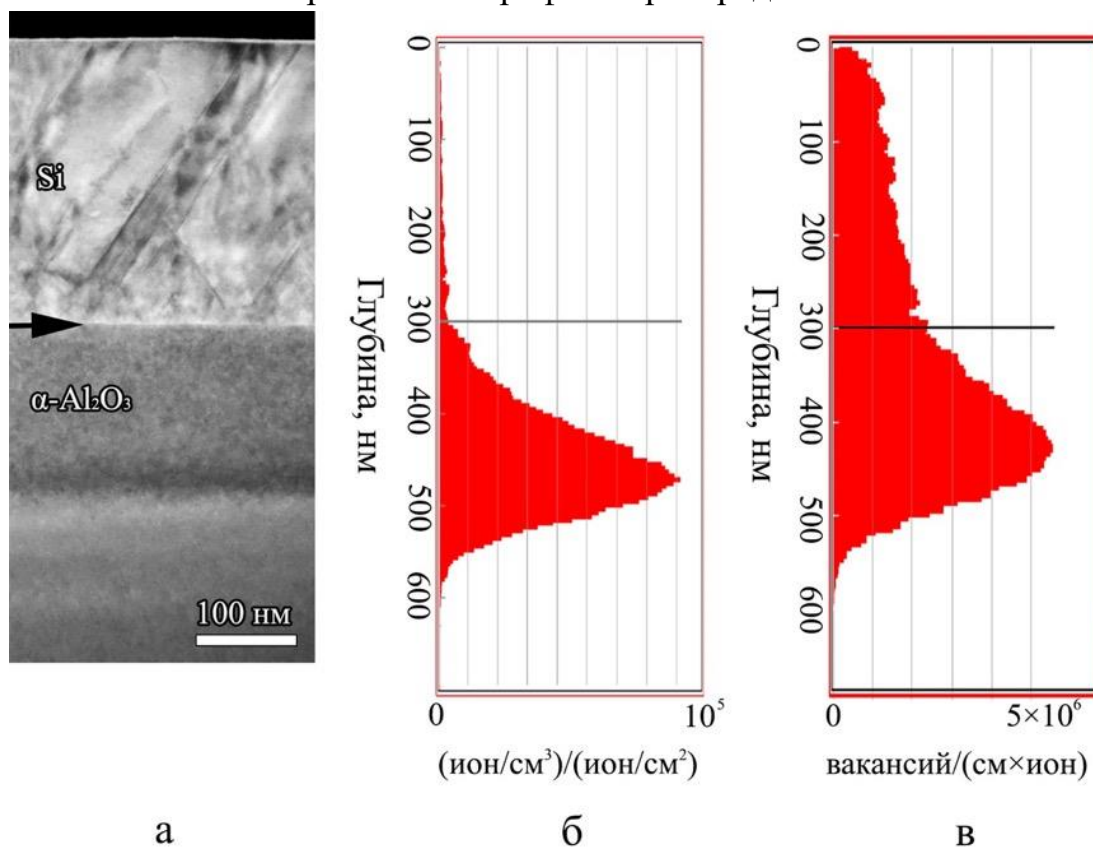 Si
α-Al₂O₃
100 нм
0
100
200
300
400
500
600
Глубина, нм
0
10⁵
(ион/см³)/(ион/см²)
0
100
200
300
400
500
600
Глубина, нм
0
5×10⁶
вакансий/(см×ион)
а
б
в